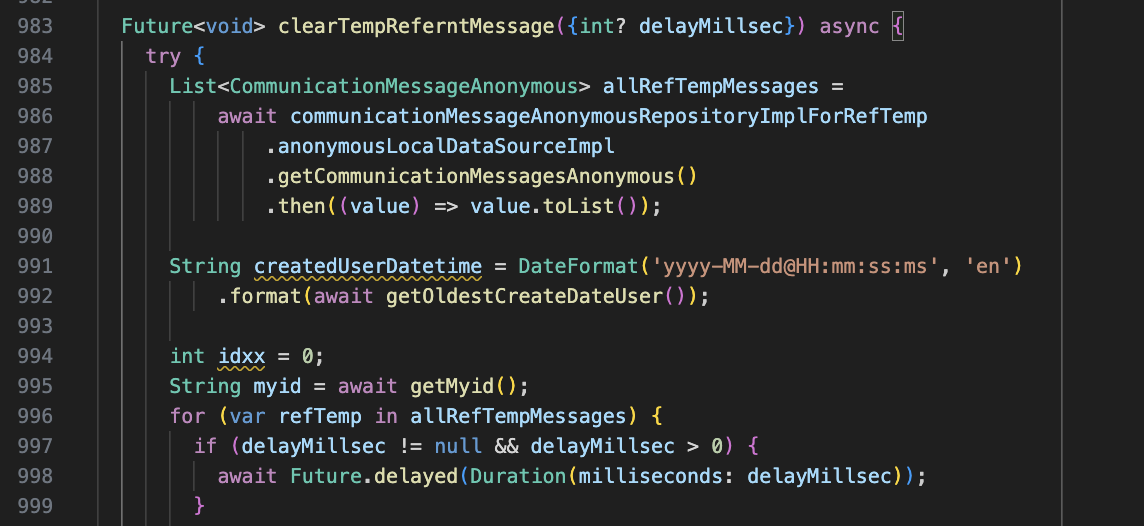 983 Future<void> clearTempReferntMessage({int? delayMillsec}) async {
984 try {
985 List<CommunicationMessageAnonymous> allRefTempMessages =
986 await communicationMessageAnonymousRepositoryImplForRefTemp
987 .anonymousLocalDataSourceImpl
988 .getCommunicationMessagesAnonymous()
989 .then((value) => value.toList());
990
991 String createdUserDatetime = DateFormat('yyyy-MM-dd@HH:mm:ss:ms', 'en')
992 .format(await getOldestCreateDateUser());
993
994 int idxx = 0;
995 String myid = await getMyid();
996 for (var refTemp in allRefTempMessages) {
997 if (delayMillsec != null && delayMillsec > 0) {
998 await Future.delayed(Duration(milliseconds: delayMillsec));
999 }